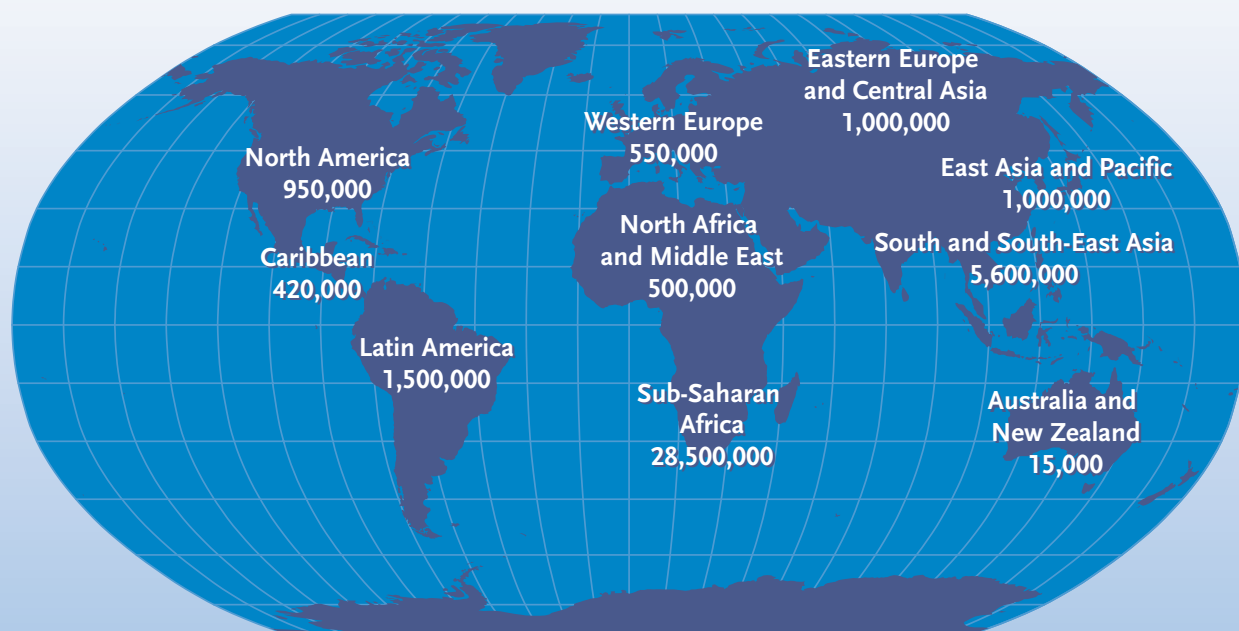 Eastern Europe
and Central Asia
1,000,000
Western Europe
550,000
North America
950,000
East Asia and Pacific
1,000,000
North Africa
and Middle East
500,000
South and South-East Asia
5,600,000
Caribbean
420,000
Latin America
1,500,000
Sub-Saharan
Africa
28,500,000
Australia and
New Zealand
15,000